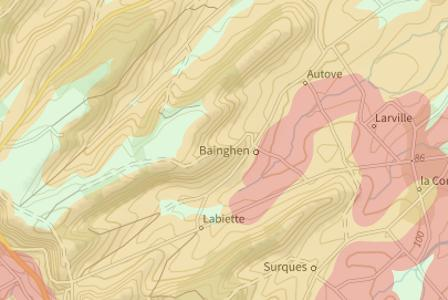 Autove
Larville
Bainghen
86
la Co
Labiette
100
Surques